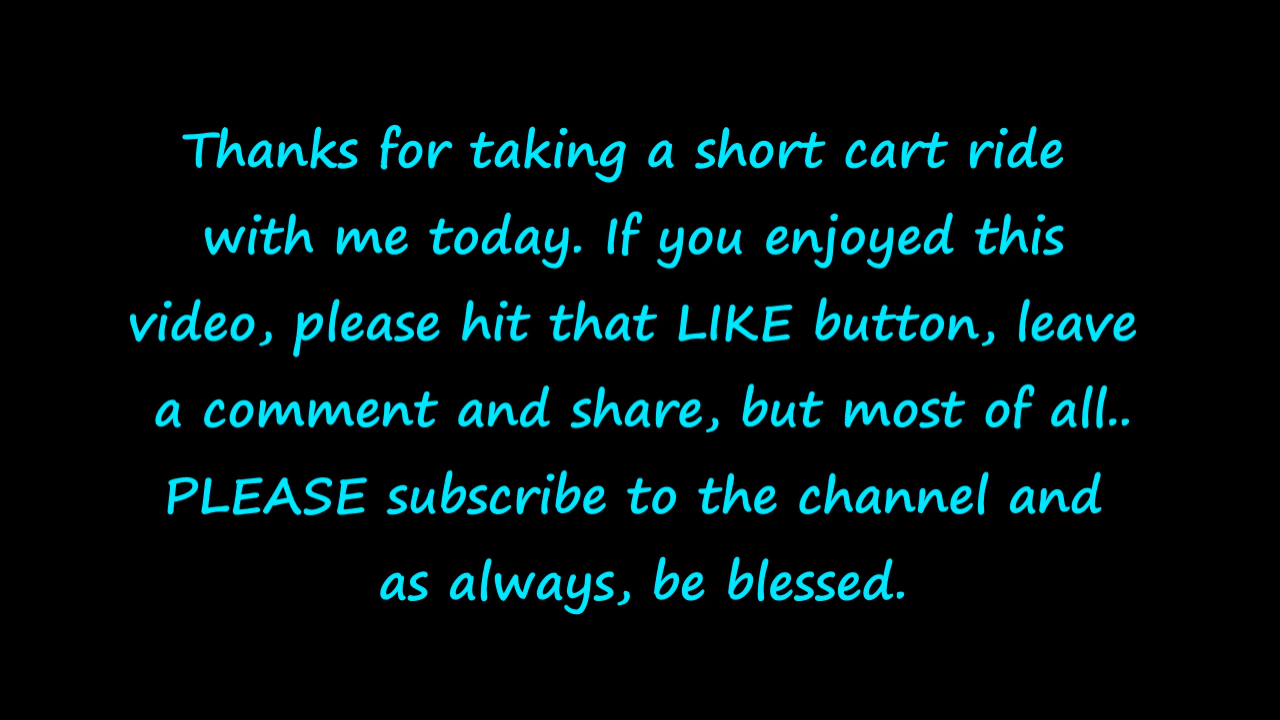 Thanks for taking a short cart ride
with me today. If you enjoyed this
video, please hit that LIKE button, leave
a comment and share, but most of all..
PLEASE subscribe to the channel and
as always, be blessed.